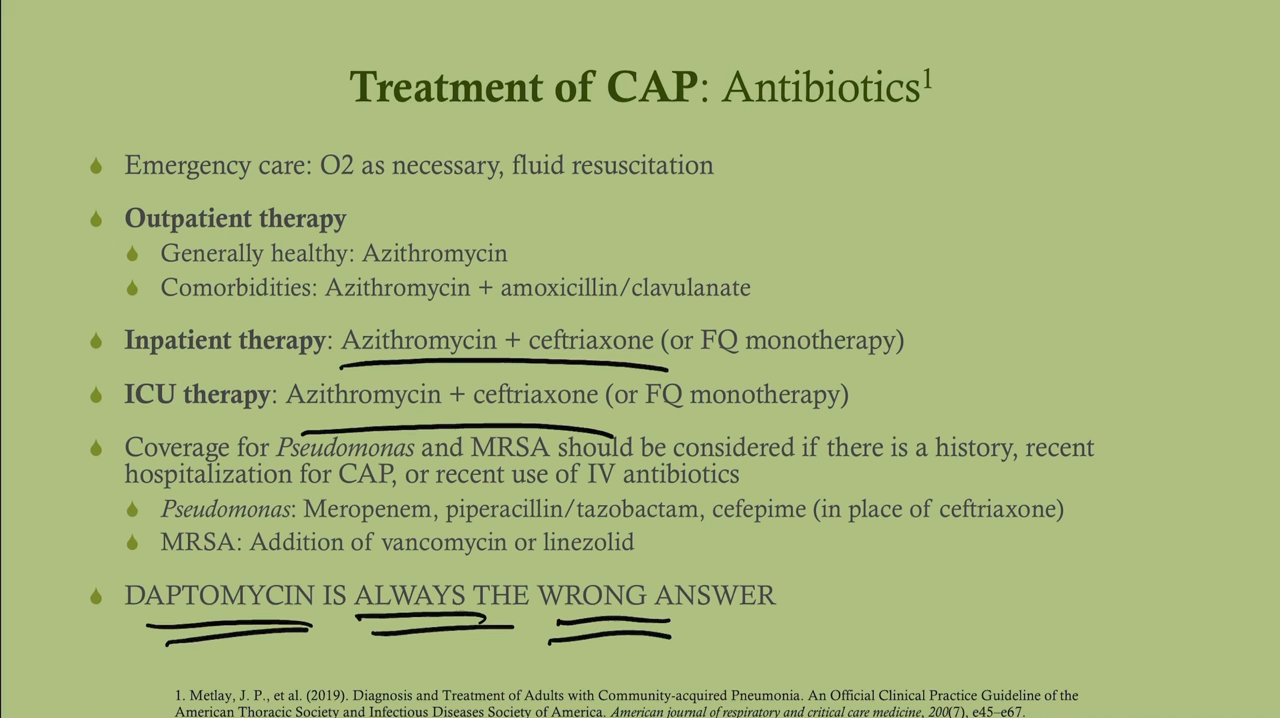 Treatment of CAP: Antibiotics¹
Emergency care: O2 as necessary, fluid resuscitation
Outpatient therapy
Generally healthy: Azithromycin
Comorbidities: Azithromycin + amoxicillin/clavulanate
Inpatient therapy: Azithromycin + ceftriaxone (or FQ monotherapy)
ICU therapy: Azithromycin + ceftriaxone (or FQ monotherapy)
Coverage for Pseudomonas and MRSA should be considered if there is a history, recent
hospitalization for CAP, or recent use of IV antibiotics
Pseudomonas: Meropenem, piperacillin/tazobactam, cefepime (in place of ceftriaxone)
MRSA: Addition of vancomycin or linezolid
DAPTOMYCIN IS ALWAYS THE WRONG ANSWER
1. Metlay, J. P., et al. (2019). Diagnosis and Treatment of Adults with Community-acquired Pneumonia. An Official Clinical Practice Guideline of the
American Thoracic Society and Infectious Diseases Society of America. American journal of respiratory and critical care medicine, 200(7), e45–e67.